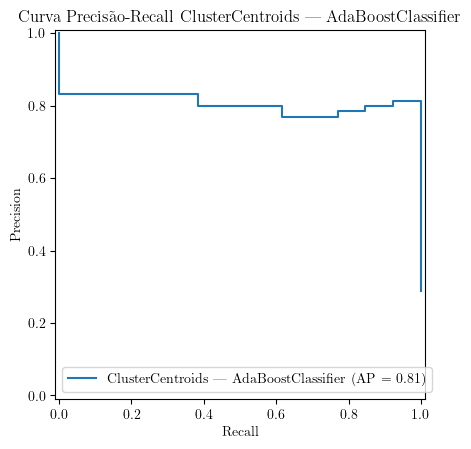 Curva Precisão-Recall ClusterCentroids — AdaBoostClassifier
1.0
0.8
0.6
0.4
0.2
0.0
Precision
ClusterCentroids — AdaBoostClassifier (AP = 0.81)
0.0 0.2 0.4 0.6 0.8 1.0
Recall